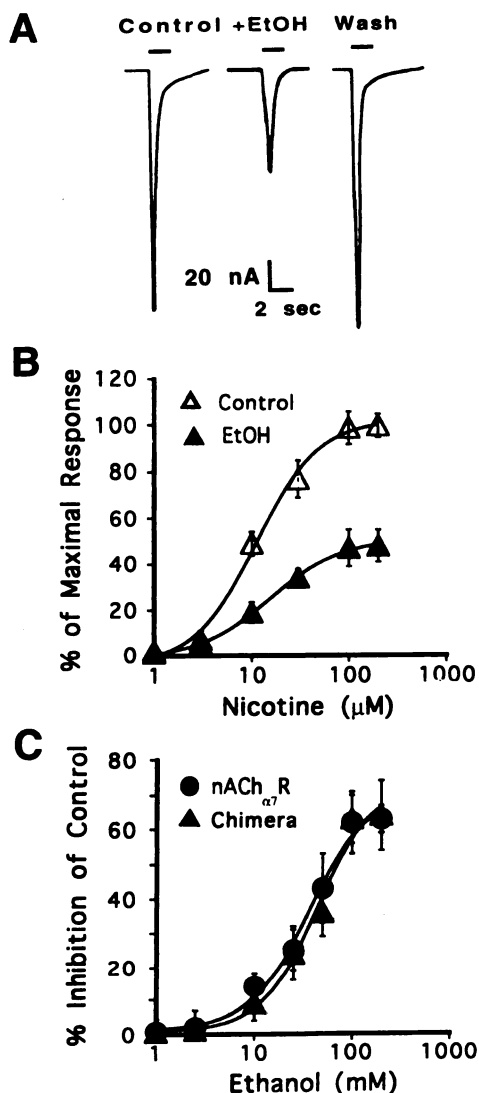 A
Control +EtOH Wash
20 nA
2 sec
B
% of Maximal Response
120
100
80
60
40
20
0
Control
EtOH
1 10 100 1000
Nicotine (μM)
C
% Inhibition of Control
80
60
40
20
0
nAChα7R
Chimera
1 10 100 1000
Ethanol (mM)